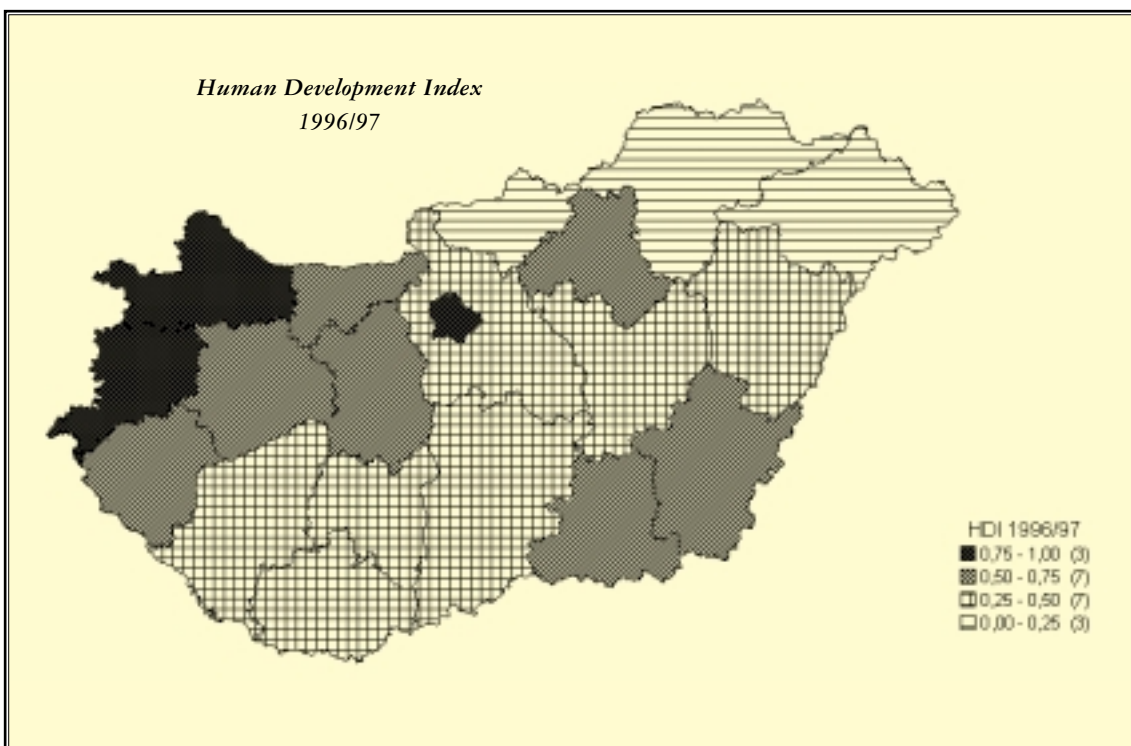 Human Development Index
1996/97
HDI 1996/97
0,75 - 1,00 (3)
0,50 - 0,75 (7)
0,25 - 0,50 (7)
0,00 - 0,25 (3)